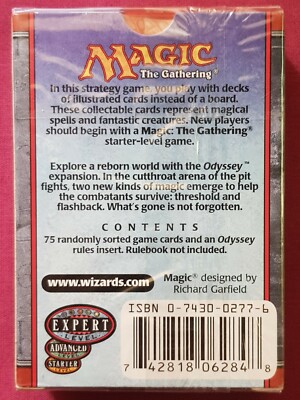 MAGIC
The Gathering®
In this strategy game, you play with decks
of illustrated cards instead of a board.
These collectable cards represent magical
spells and fantastic creatures. New players
should begin with a Magic: The Gathering®
starter-level game.
Explore a reborn world with the Odyssey™
expansion. In the cutthroat arena of the pit
fights, two new kinds of magic emerge to help
the combatants survive: threshold and
flashback. What's gone is not forgotten.
CONTENTS
75 randomly sorted game cards and an Odyssey
rules insert. Rulebook not included.
www.wizards.com
Magic® designed by
Richard Garfield
EXPERT
LEVEL
ADVANCED
LEVEL
STARTER
LEVEL
ISBN 0-7430-0277-6
7 42818 06284 8